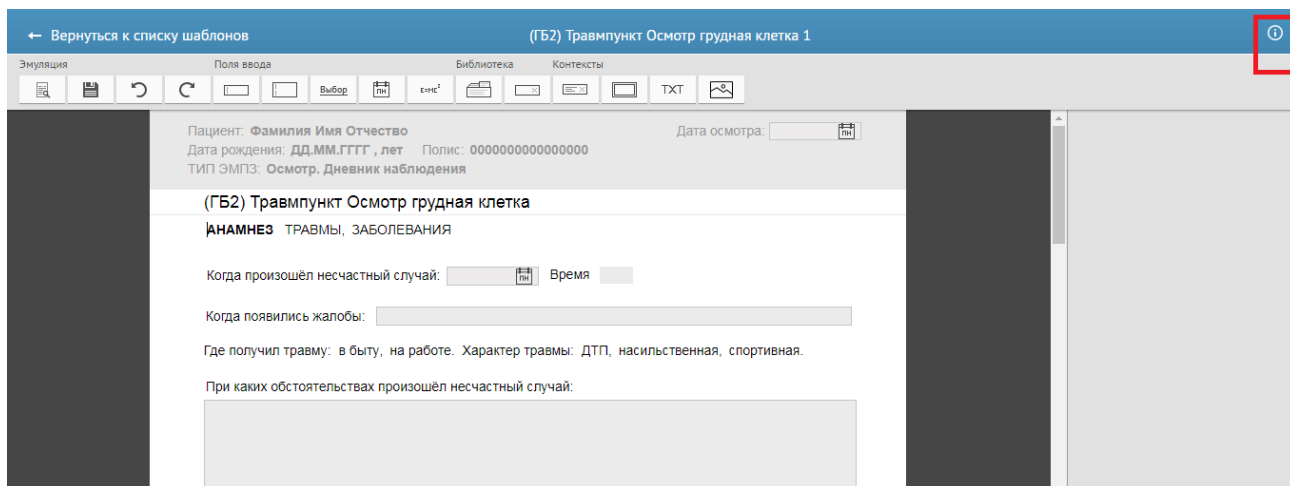 ← Вернуться к списку шаблонов (ГБ2) Травмпункт Осмотр грудная клетка 1
Эмуляция Поля ввода Библиотека Контексты
Выбор ПН E=MC² TXT
Пациент: Фамилия Имя Отчество Дата осмотра: ПН
Дата рождения: ДД.ММ.ГГГГ , лет Полис: 0000000000000000
ТИП ЭМПЗ: Осмотр. Дневник наблюдения
(ГБ2) Травмпункт Осмотр грудная клетка
АНАМНЕЗ ТРАВМЫ, ЗАБОЛЕВАНИЯ
Когда произошёл несчастный случай: ПН Время
Когда появились жалобы:
Где получил травму: в быту, на работе. Характер травмы: ДТП, насильственная, спортивная.
При каких обстоятельствах произошёл несчастный случай: